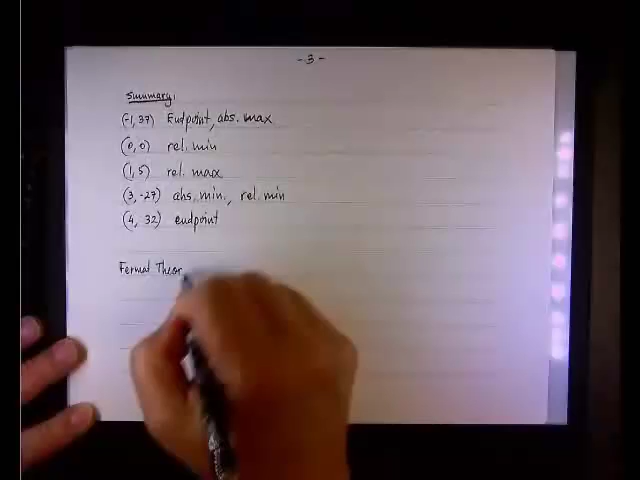 - 3 -
Summary:
(-1, 37) Endpoint, abs. max
(0, 0) rel. min
(1, 5) rel. max
(3, -27) abs. min., rel. min
(4, 32) endpoint
Fermat Theor